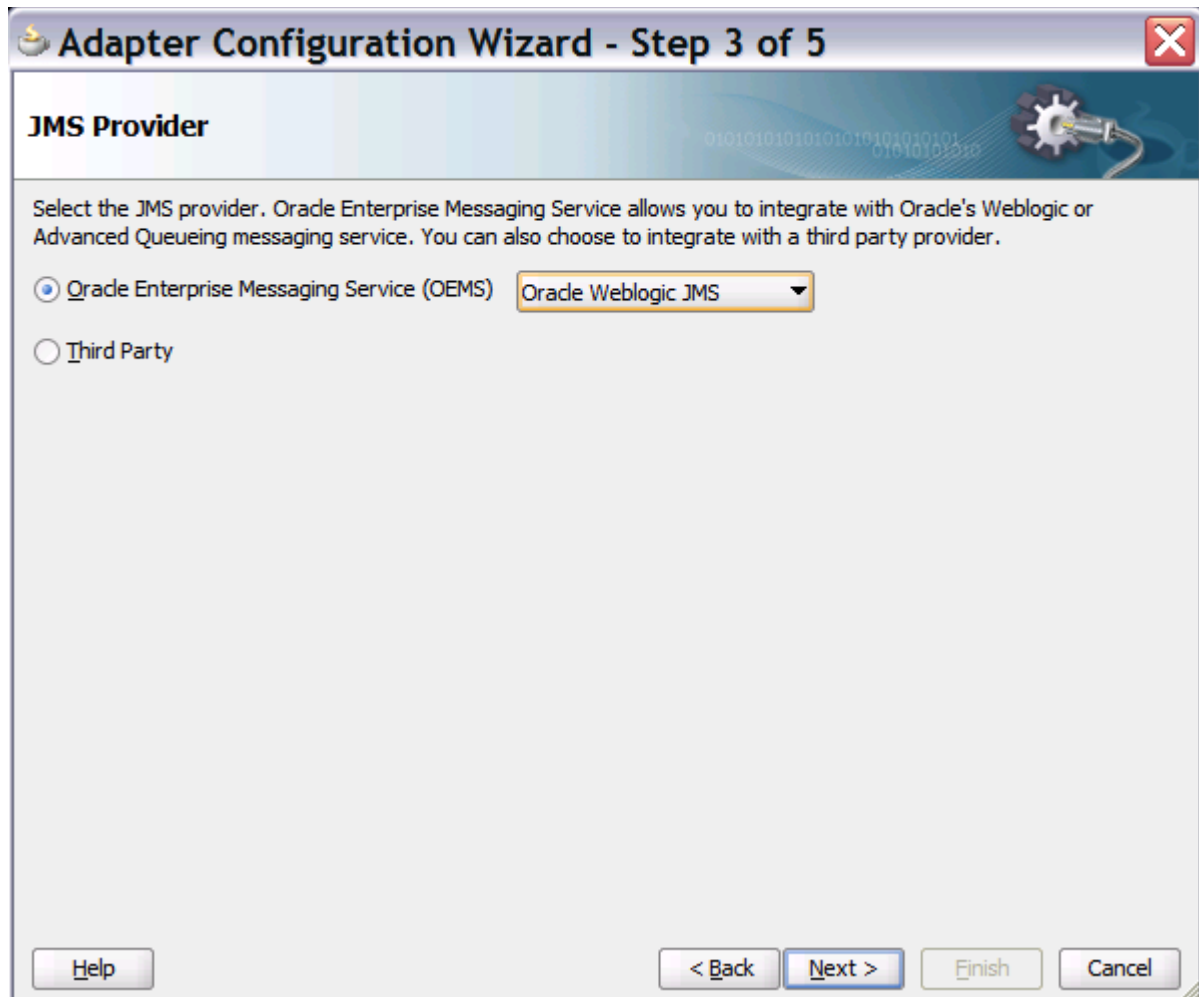 Adapter Configuration Wizard - Step 3 of 5
JMS Provider
Select the JMS provider. Oracle Enterprise Messaging Service allows you to integrate with Oracle's Weblogic or
Advanced Queueing messaging service. You can also choose to integrate with a third party provider.
Oracle Enterprise Messaging Service (OEMS) Oracle Weblogic JMS
Third Party
Help < Back Next > Finish Cancel